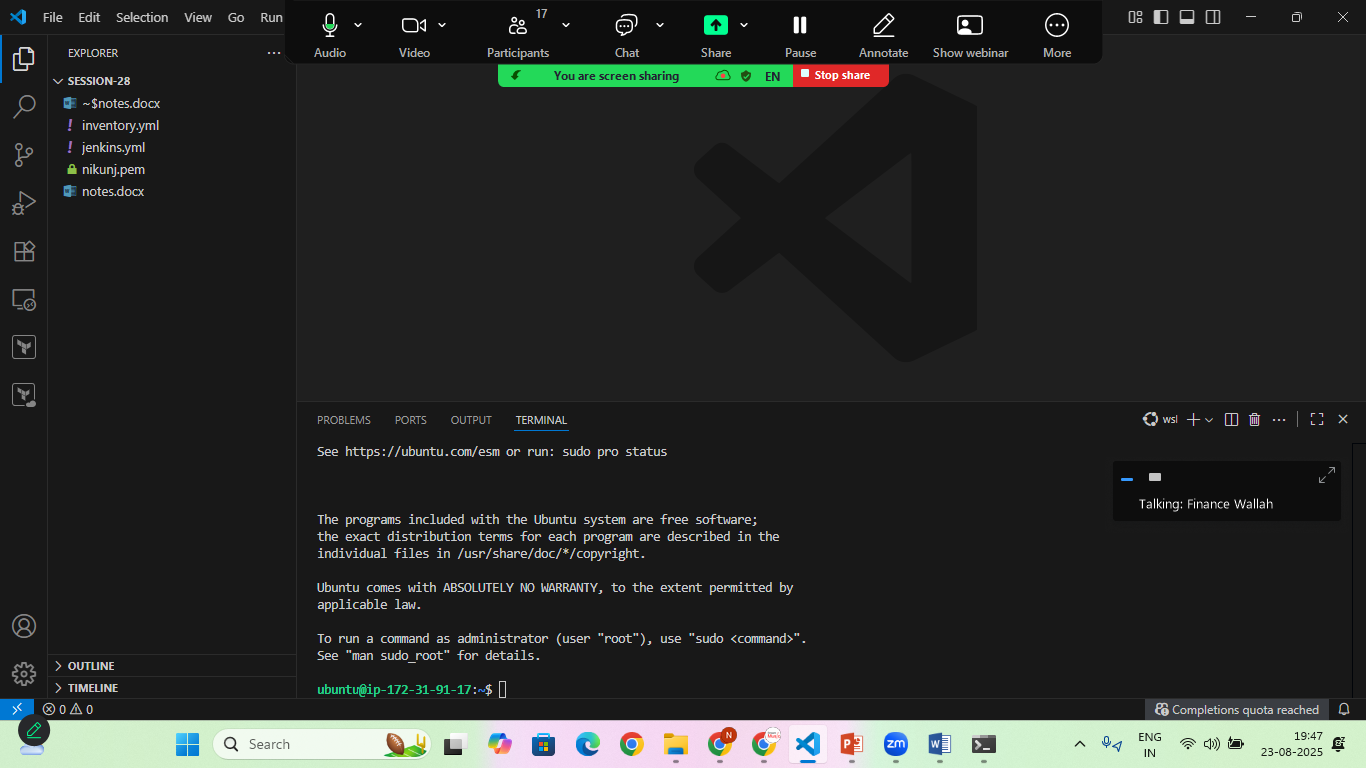 File Edit Selection View Go Run
Audio
Video
17
Participants
Chat
Share
Pause
Annotate
Show webinar
More
You are screen sharing
EN
Stop share
EXPLORER
SESSION-28
~$notes.docx
! inventory.yml
! jenkins.yml
nikunj.pem
notes.docx
OUTLINE
TIMELINE
PROBLEMS PORTS OUTPUT TERMINAL
wsl
See https://ubuntu.com/esm or run: sudo pro status
The programs included with the Ubuntu system are free software;
the exact distribution terms for each program are described in the
individual files in /usr/share/doc/*/copyright.
Ubuntu comes with ABSOLUTELY NO WARRANTY, to the extent permitted by
applicable law.
To run a command as administrator (user "root"), use "sudo <command>".
See "man sudo_root" for details.
ubuntu@ip-172-31-91-17:~$
Talking: Finance Wallah
0 0
Completions quota reached
Search
N
zm
ENG
IN
19:47
23-08-2025